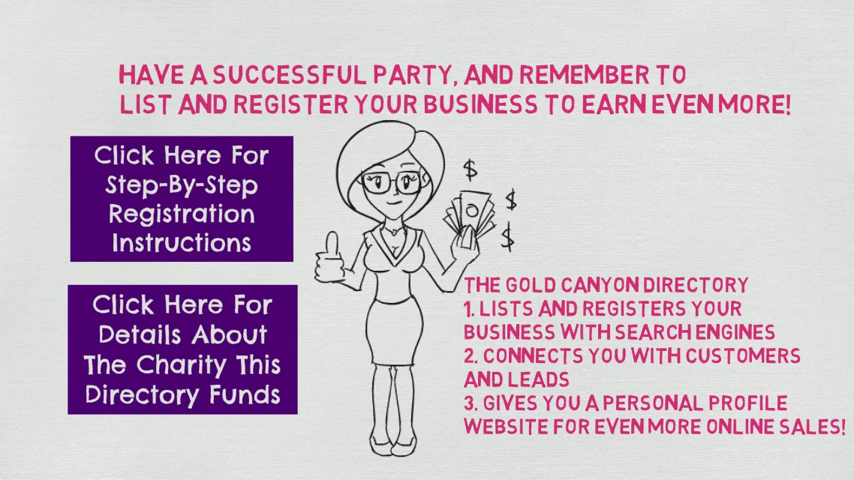 HAVE A SUCCESSFUL PARTY, AND REMEMBER TO
LIST AND REGISTER YOUR BUSINESS TO EARN EVEN MORE!
Click Here For
Step-By-Step
Registration
Instructions
$
$
$
Click Here For
Details About
The Charity This
Directory Funds
THE GOLD CANYON DIRECTORY
1. LISTS AND REGISTERS YOUR
BUSINESS WITH SEARCH ENGINES
2. CONNECTS YOU WITH CUSTOMERS
AND LEADS
3. GIVES YOU A PERSONAL PROFILE
WEBSITE FOR EVEN MORE ONLINE SALES!